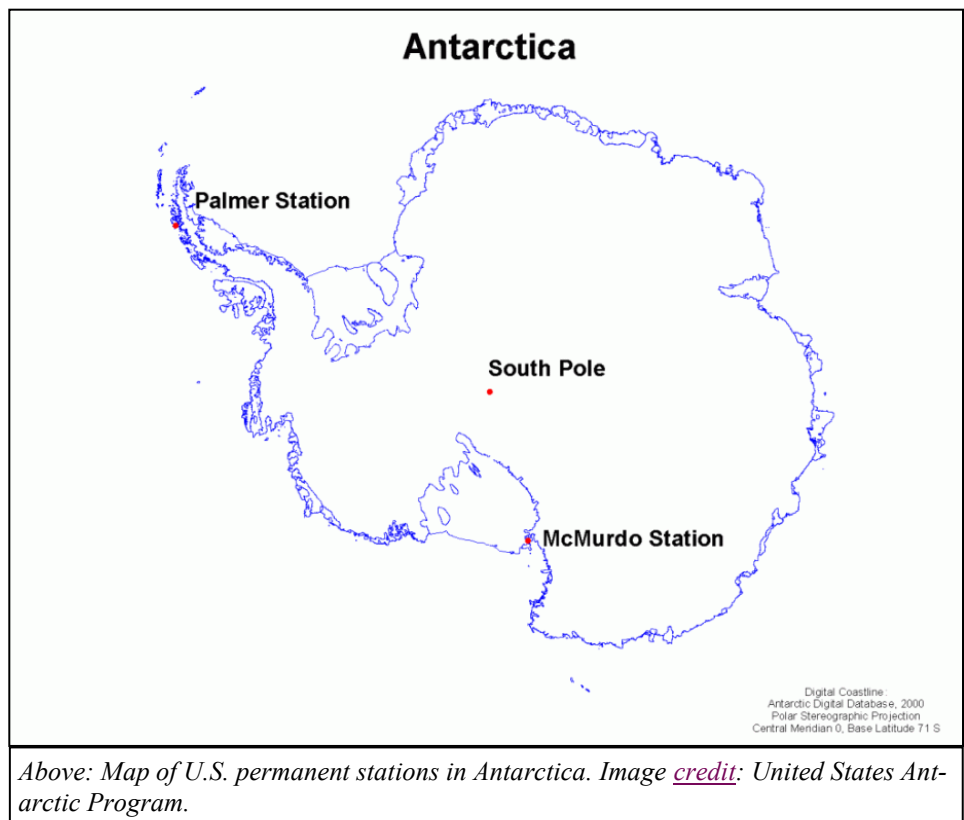 Antarctica
Palmer Station
South Pole
McMurdo Station
Digital Coastline:
Antarctic Digital Database, 2000
Polar Stereographic Projection
Central Meridian 0, Base Latitude 71 S
Above: Map of U.S. permanent stations in Antarctica. Image credit: United States Ant-
arctic Program.